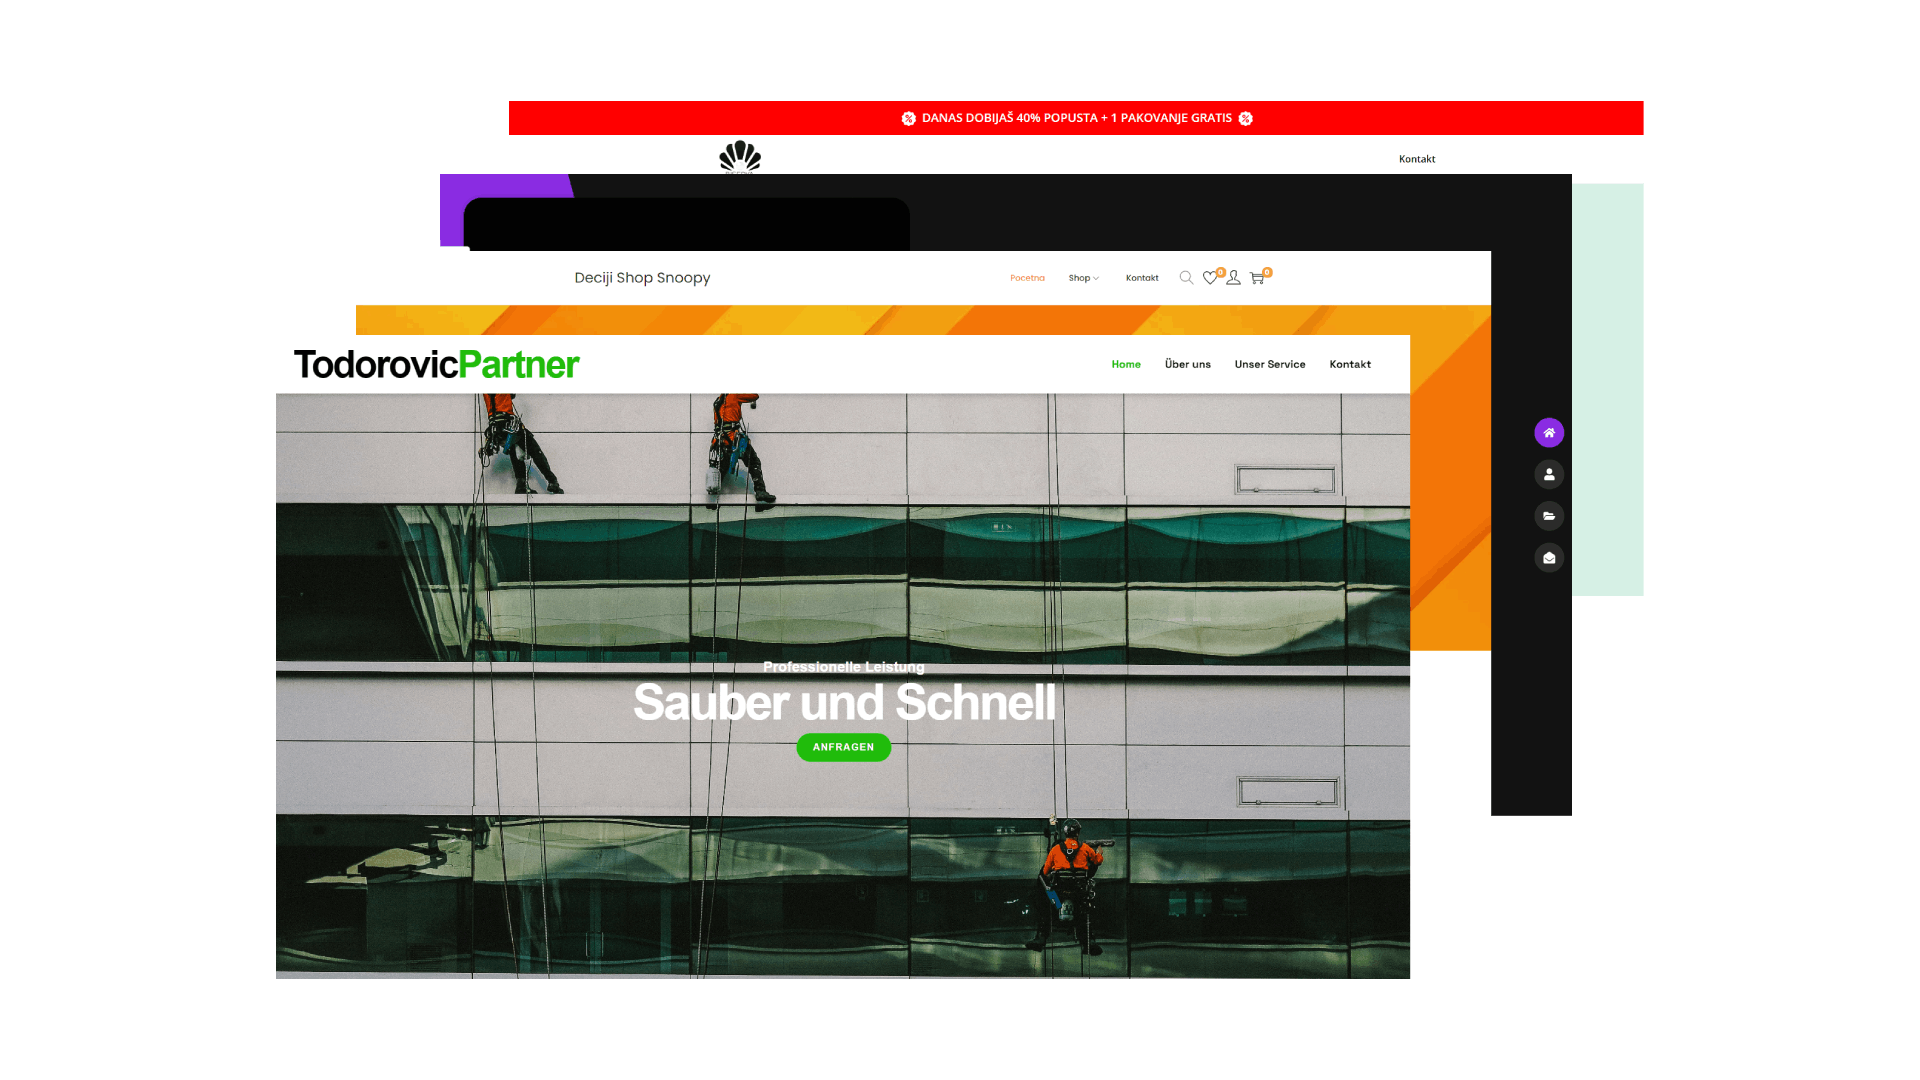 DANAS DOBIJAŠ 40% POPUSTA + 1 PAKOVANJE GRATIS
Kontakt
Deciji Shop Snoopy
Pocetna
Shop
Kontakt
0
0
TodorovicPartner
Home
Über uns
Unser Service
Kontakt
Professionelle Leistung
Sauber und Schnell
ANFRAGEN